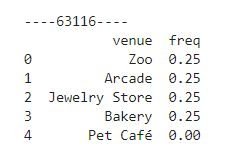 ----63116----
venue freq
0 Zoo 0.25
1 Arcade 0.25
2 Jewelry Store 0.25
3 Bakery 0.25
4 Pet Café 0.00